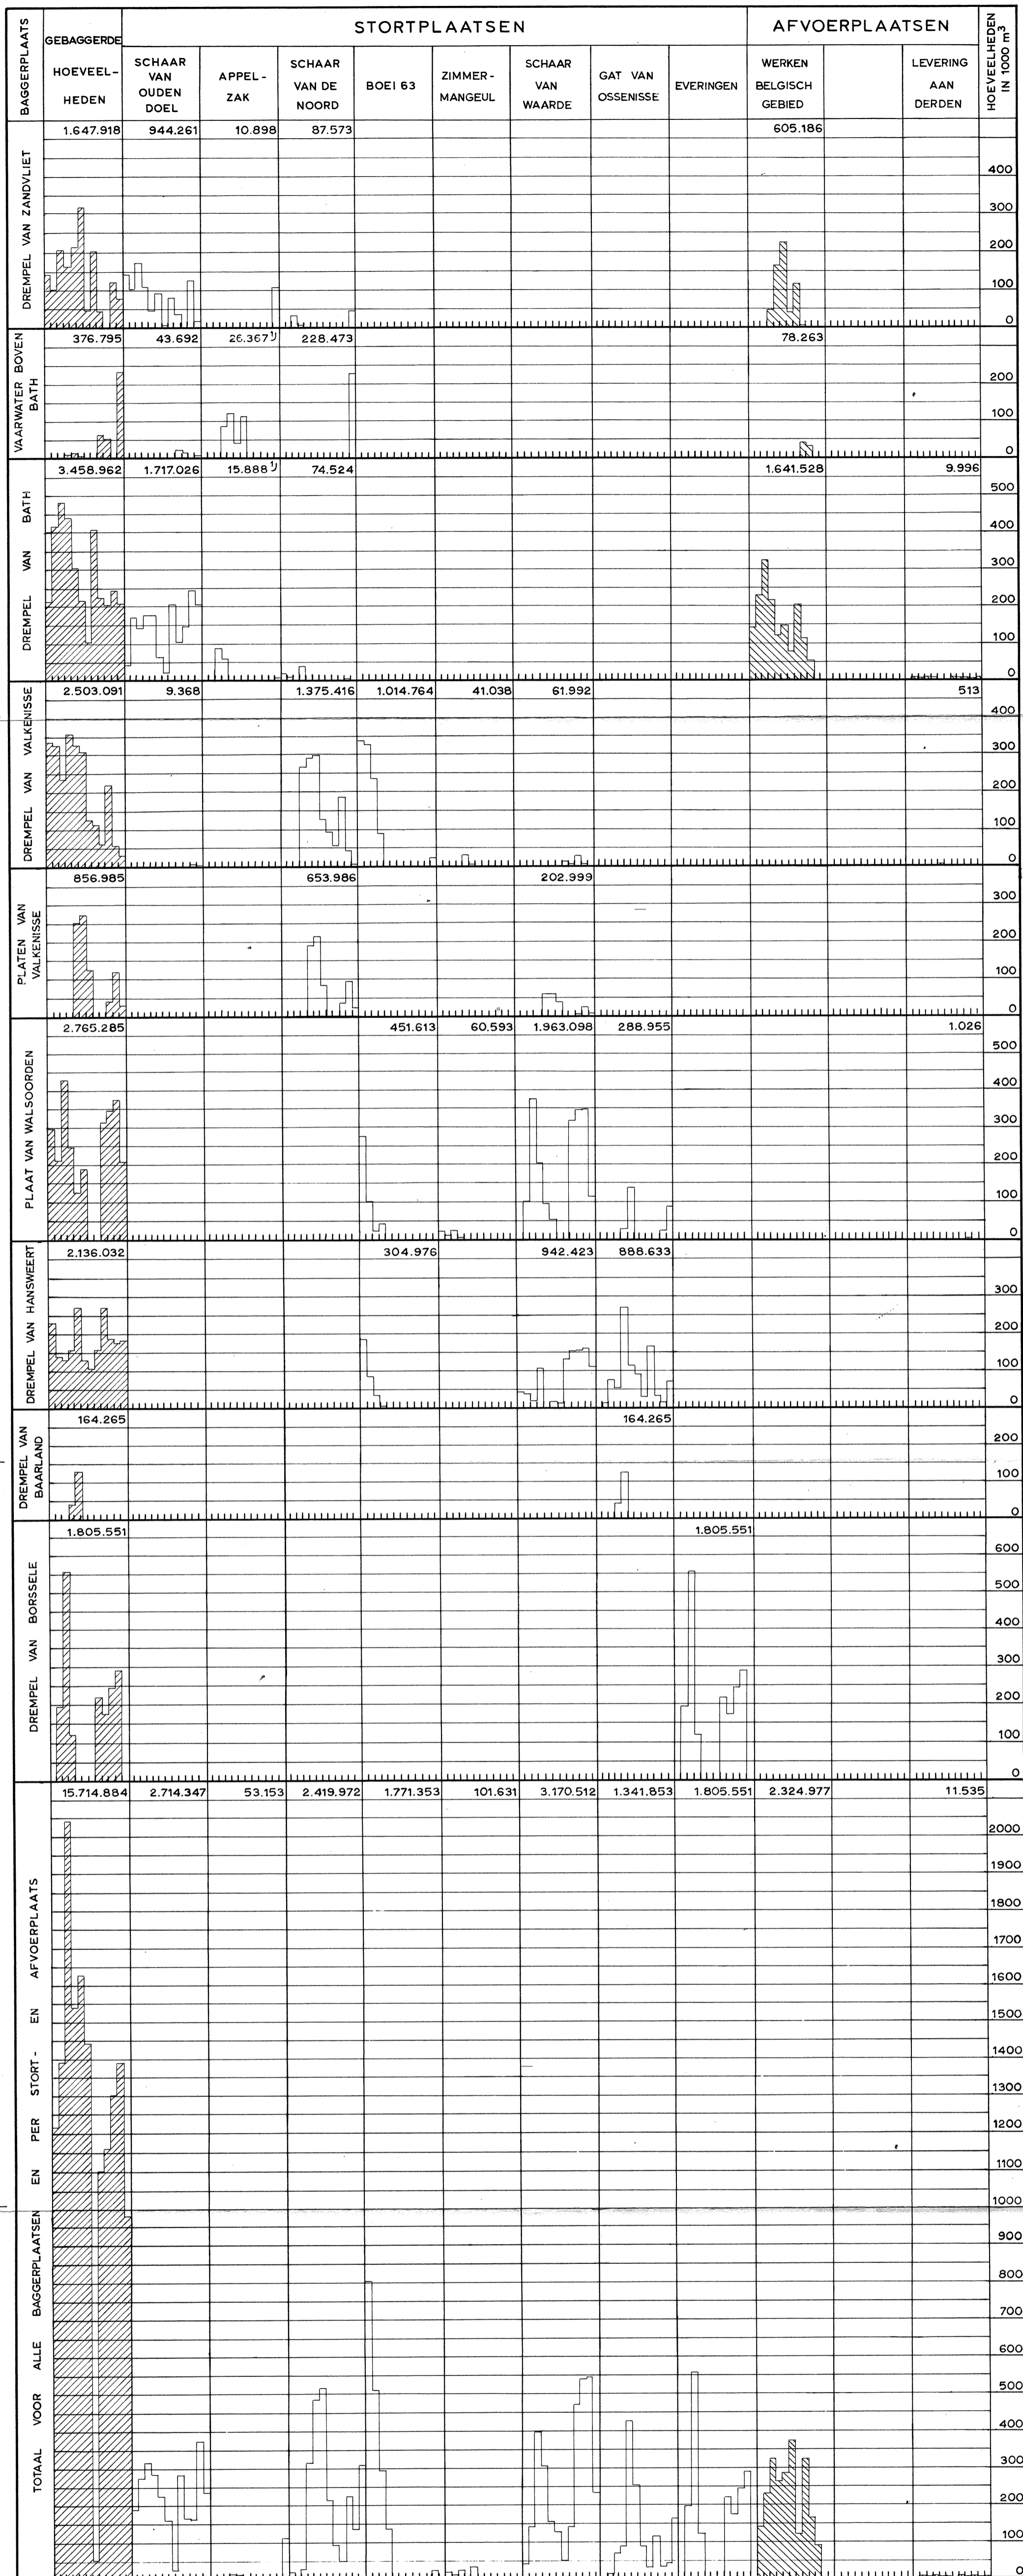 BAGGERPLAATS
GEBAGGERDE
HOEVEEL-
HEDEN
STORTPLAATSEN
AFVOERPLAATSEN
HOEVEELHEDEN
IN 1000 m³
SCHAAR
VAN
OUDEN
DOEL
APPEL-
ZAK
SCHAAR
VAN DE
NOORD
BOEI 63
ZIMMER-
MANGEUL
SCHAAR
VAN
WAARDE
GAT VAN
OSSENISSE
EVERINGEN
WERKEN
BELGISCH
GEBIED
LEVERING
AAN
DERDEN
DREMPEL VAN ZANDVLIET
1.647.918 944.261 10.898 87.573 605.186
400
300
200
100
0
VAARWATER BOVEN
BATH
376.795 43.692 26.367¹⁾ 228.473 78.263
200
100
0
DREMPEL VAN BATH
3.458.962 1.717.026 15.888¹⁾ 74.524 1.641.528 9.996
500
400
300
200
100
0
DREMPEL VAN VALKENISSE
2.503.091 9.368 1.375.416 1.014.764 41.038 61.992 513
400
300
200
100
0
PLATEN VAN
VALKENISSE
856.985 653.986 202.999
300
200
100
0
PLAAT VAN WALSOORDEN
2.765.285 451.613 60.593 1.963.098 288.955 1.026
500
400
300
200
100
0
DREMPEL VAN HANSWEERT
2.136.032 304.976 942.423 888.633
300
200
100
0
DREMPEL VAN
BAARLAND
164.265 164.265
200
100
0
DREMPEL VAN BORSSELE
1.805.551 1.805.551
600
500
400
300
200
100
0
TOTAAL VOOR ALLE BAGGERPLAATSEN EN PER STORT- EN AFVOERPLAATS
15.714.884 2.714.347 53.153 2.419.972 1.771.353 101.631 3.170.512 1.341.853 1.805.551 2.324.977 11.535
2000
1900
1800
1700
1600
1500
1400
1300
1200
1100
1000
900
800
700
600
500
400
300
200
100
0